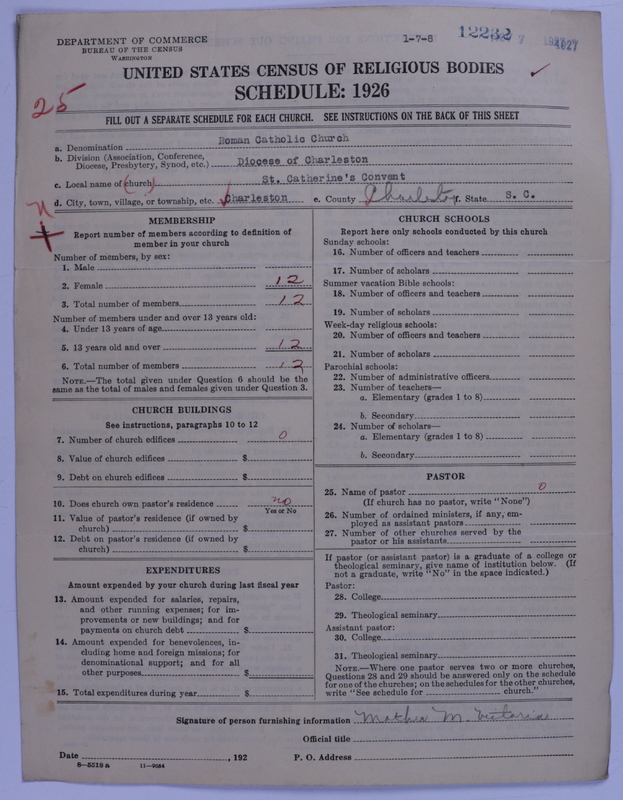 DEPARTMENT OF COMMERCE
BUREAU OF THE CENSUS
WASHINGTON
1-7-8
12232
7
1927
UNITED STATES CENSUS OF RELIGIOUS BODIES
SCHEDULE: 1926
25
FILL OUT A SEPARATE SCHEDULE FOR EACH CHURCH. SEE INSTRUCTIONS ON THE BACK OF THIS SHEET
a. Denomination Roman Catholic Church
b. Division (Association, Conference, Diocese, Presbytery, Synod, etc.) Diocese of Charleston
c. Local name of (church) St. Catherine's Convent
d. City, town, village, or township, etc. Charleston e. County Charleston f. State S. C.
MEMBERSHIP
Report number of members according to definition of
member in your church
Number of members, by sex:
1. Male
2. Female 12
3. Total number of members 12
Number of members under and over 13 years old:
4. Under 13 years of age
5. 13 years old and over 12
6. Total number of members 12
NOTE.—The total given under Question 6 should be the
same as the total of males and females given under Question 3.
CHURCH BUILDINGS
See instructions, paragraphs 10 to 12
7. Number of church edifices 0
8. Value of church edifices $
9. Debt on church edifices $
10. Does church own pastor's residence no
Yes or No
11. Value of pastor's residence (if owned by
church) $
12. Debt on pastor's residence (if owned by
church) $
EXPENDITURES
Amount expended by your church during last fiscal year
13. Amount expended for salaries, repairs,
and other running expenses; for im-
provements or new buildings; and for
payments on church debt $
14. Amount expended for benevolences, in-
cluding home and foreign missions; for
denominational support; and for all
other purposes $
15. Total expenditures during year $
CHURCH SCHOOLS
Report here only schools conducted by this church
Sunday schools:
16. Number of officers and teachers
17. Number of scholars
Summer vacation Bible schools:
18. Number of officers and teachers
19. Number of scholars
Week-day religious schools:
20. Number of officers and teachers
21. Number of scholars
Parochial schools:
22. Number of administrative officers
23. Number of teachers—
a. Elementary (grades 1 to 8)
b. Secondary
24. Number of scholars—
a. Elementary (grades 1 to 8)
b. Secondary
PASTOR
25. Name of pastor 0
(If church has no pastor, write "None")
26. Number of ordained ministers, if any, em-
ployed as assistant pastors
27. Number of other churches served by the
pastor or his assistants
If pastor (or assistant pastor) is a graduate of a college or
theological seminary, give name of institution below. (If
not a graduate, write "No" in the space indicated.)
Pastor:
28. College
29. Theological seminary
Assistant pastor:
30. College
31. Theological seminary
NOTE.—Where one pastor serves two or more churches,
Questions 28 and 29 should be answered only on the schedule
for one of the churches; on the schedules for the other churches,
write "See schedule for church."
Signature of person furnishing information Mother M. Victoria
Official title
Date , 192 P. O. Address
8-5518 a 11-9084